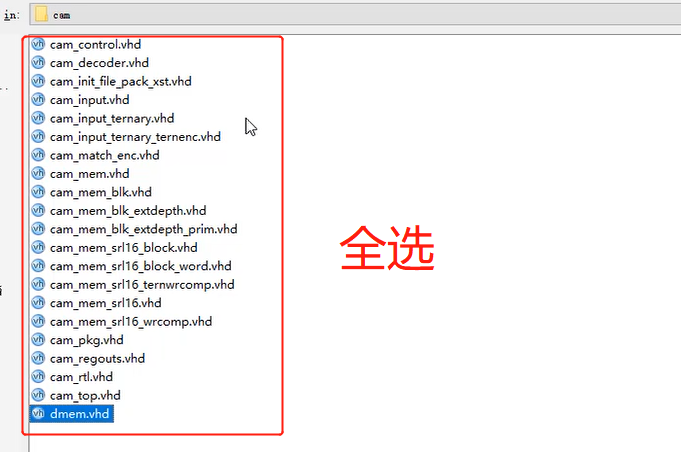 in: cam
cam_control.vhd
cam_decoder.vhd
cam_init_file_pack_xst.vhd
cam_input.vhd
cam_input_ternary.vhd
cam_input_ternary_ternenc.vhd
cam_match_enc.vhd
cam_mem.vhd
cam_mem_blk.vhd
cam_mem_blk_extdepth.vhd
cam_mem_blk_extdepth_prim.vhd
cam_mem_srl16_block.vhd
cam_mem_srl16_block_word.vhd
cam_mem_srl16_ternwrcomp.vhd
cam_mem_srl16.vhd
cam_mem_srl16_wrcomp.vhd
cam_pkg.vhd
cam_regouts.vhd
cam_rtl.vhd
cam_top.vhd
dmem.vhd
全选